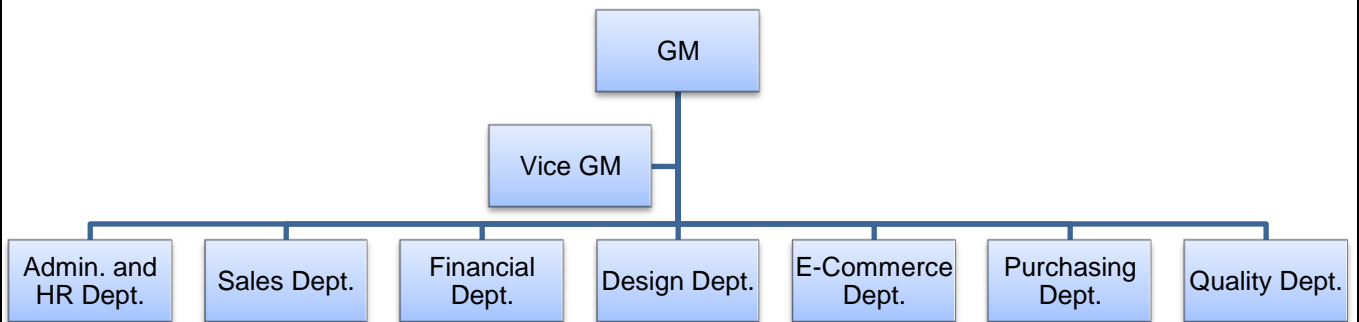 GM
Vice GM
Admin. and
HR Dept.
Sales Dept.
Financial
Dept.
Design Dept.
E-Commerce
Dept.
Purchasing
Dept.
Quality Dept.